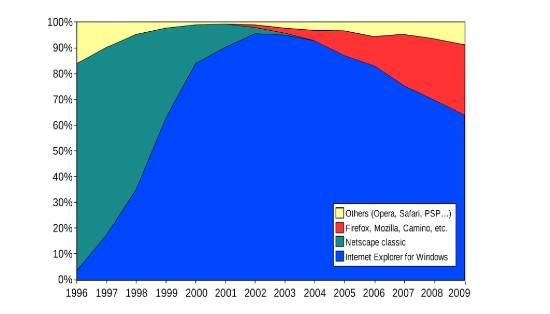 100%
90%
80%
70%
60%
50%
40%
30%
20%
10%
0%
Others (Opera, Safari, PSP...)
Firefox, Mozilla, Camino, etc.
Netscape classic
Internet Explorer for Windows
1996 1997 1998 1999 2000 2001 2002 2003 2004 2005 2006 2007 2008 2009